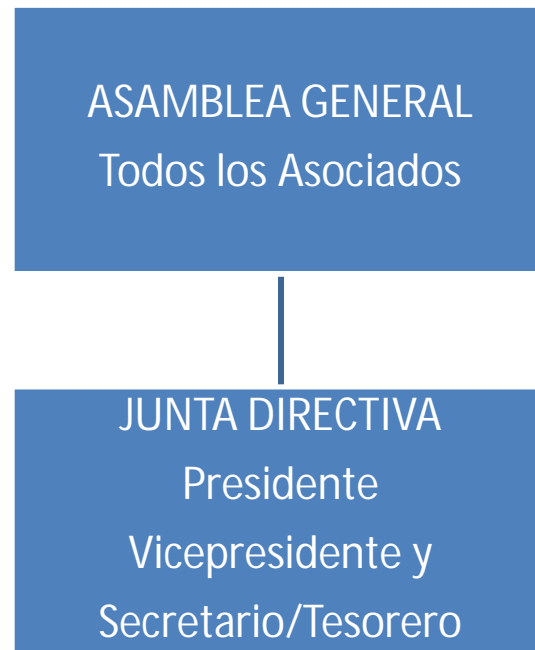 ASAMBLEA GENERAL
Todos los Asociados
JUNTA DIRECTIVA
Presidente
Vicepresidente y
Secretario/Tesorero